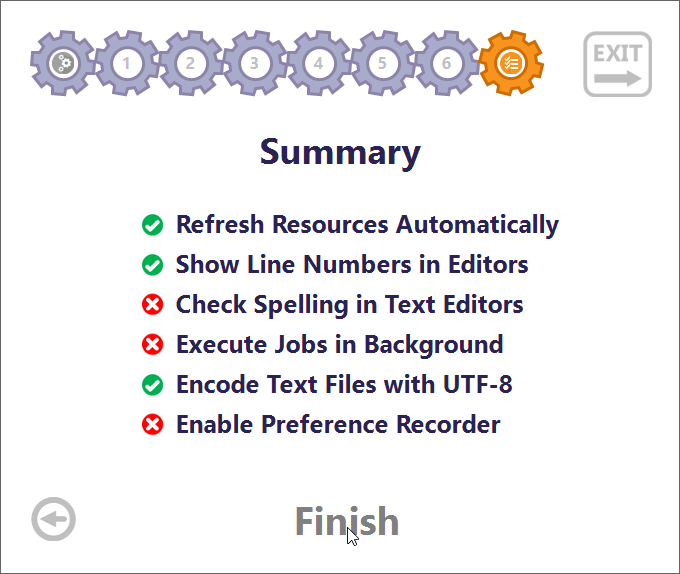 1 2 3 4 5 6 EXIT
Summary
Refresh Resources Automatically
Show Line Numbers in Editors
Check Spelling in Text Editors
Execute Jobs in Background
Encode Text Files with UTF-8
Enable Preference Recorder
Finish